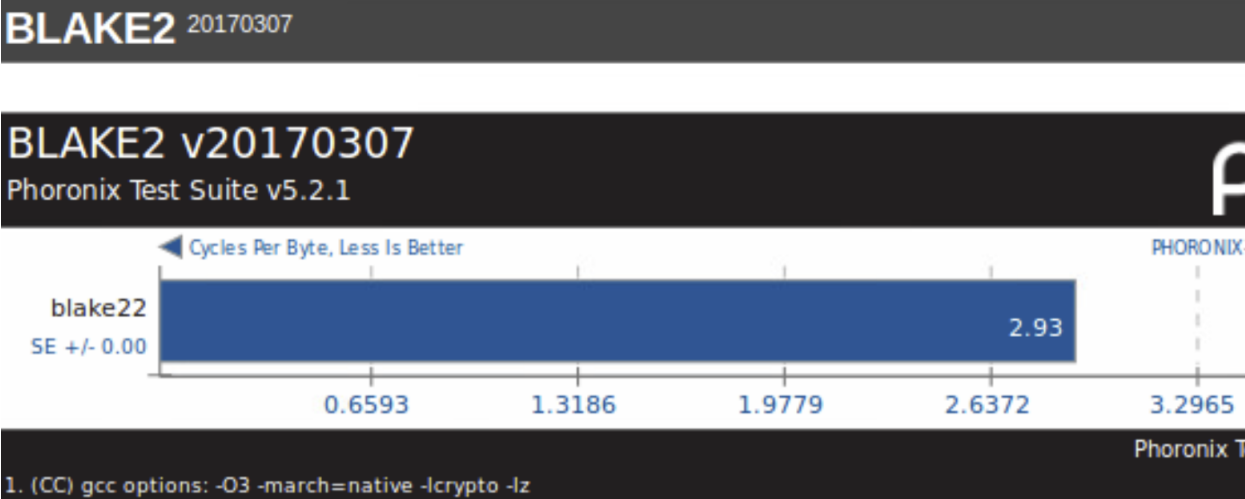 BLAKE2 20170307
BLAKE2 v20170307
Phoronix Test Suite v5.2.1
◀ Cycles Per Byte, Less Is Better PHORONIX-
blake22
2.93
SE +/- 0.00
0.6593 1.3186 1.9779 2.6372 3.2965
Phoronix T
1. (CC) gcc options: -O3 -march=native -lcrypto -lz